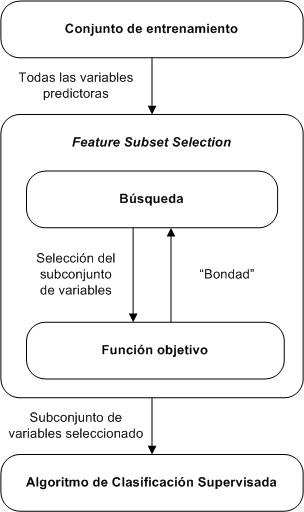 Conjunto de entrenamiento
Todas las variables
predictoras
Feature Subset Selection
Búsqueda
Selección del
subconjunto
de variables
“Bondad”
Función objetivo
Subconjunto de
variables seleccionado
Algoritmo de Clasificación Supervisada